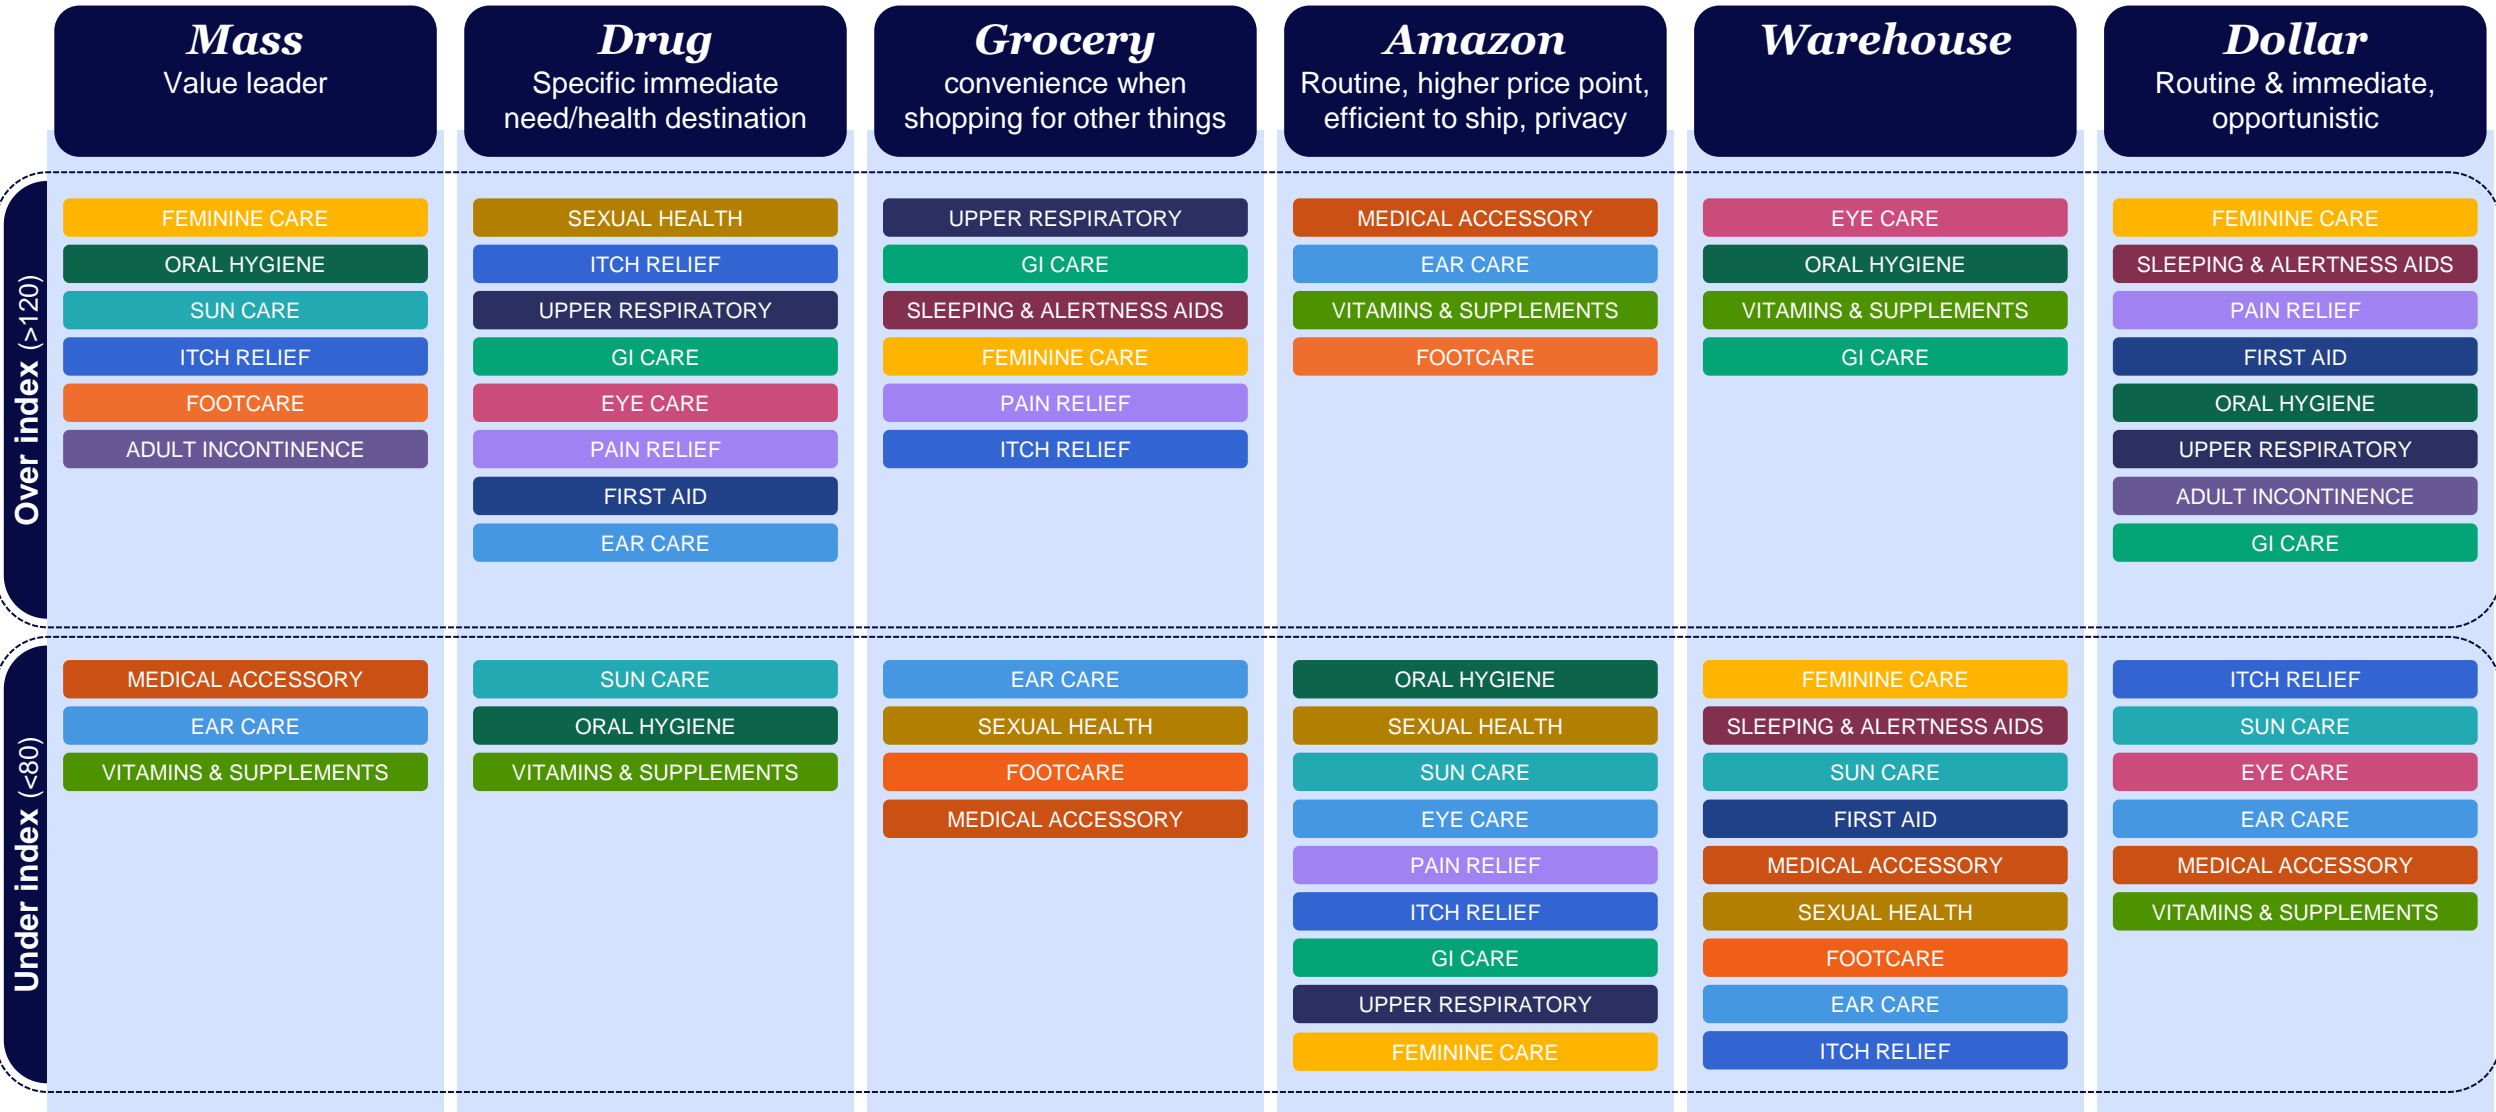 Mass
Value leader
Drug
Specific immediate
need/health destination
Grocery
convenience when
shopping for other things
Amazon
Routine, higher price point,
efficient to ship, privacy
Warehouse
Dollar
Routine & immediate,
opportunistic
Over index (>120)
FEMININE CARE
ORAL HYGIENE
SUN CARE
ITCH RELIEF
FOOTCARE
ADULT INCONTINENCE
SEXUAL HEALTH
ITCH RELIEF
UPPER RESPIRATORY
GI CARE
EYE CARE
PAIN RELIEF
FIRST AID
EAR CARE
UPPER RESPIRATORY
GI CARE
SLEEPING & ALERTNESS AIDS
FEMININE CARE
PAIN RELIEF
ITCH RELIEF
MEDICAL ACCESSORY
EAR CARE
VITAMINS & SUPPLEMENTS
FOOTCARE
EYE CARE
ORAL HYGIENE
VITAMINS & SUPPLEMENTS
GI CARE
FEMININE CARE
SLEEPING & ALERTNESS AIDS
PAIN RELIEF
FIRST AID
ORAL HYGIENE
UPPER RESPIRATORY
ADULT INCONTINENCE
GI CARE
Under index (<80)
MEDICAL ACCESSORY
EAR CARE
VITAMINS & SUPPLEMENTS
SUN CARE
ORAL HYGIENE
VITAMINS & SUPPLEMENTS
EAR CARE
SEXUAL HEALTH
FOOTCARE
MEDICAL ACCESSORY
ORAL HYGIENE
SEXUAL HEALTH
SUN CARE
EYE CARE
PAIN RELIEF
ITCH RELIEF
GI CARE
UPPER RESPIRATORY
FEMININE CARE
FEMININE CARE
SLEEPING & ALERTNESS AIDS
SUN CARE
FIRST AID
MEDICAL ACCESSORY
SEXUAL HEALTH
FOOTCARE
EAR CARE
ITCH RELIEF
ITCH RELIEF
SUN CARE
EYE CARE
EAR CARE
MEDICAL ACCESSORY
VITAMINS & SUPPLEMENTS